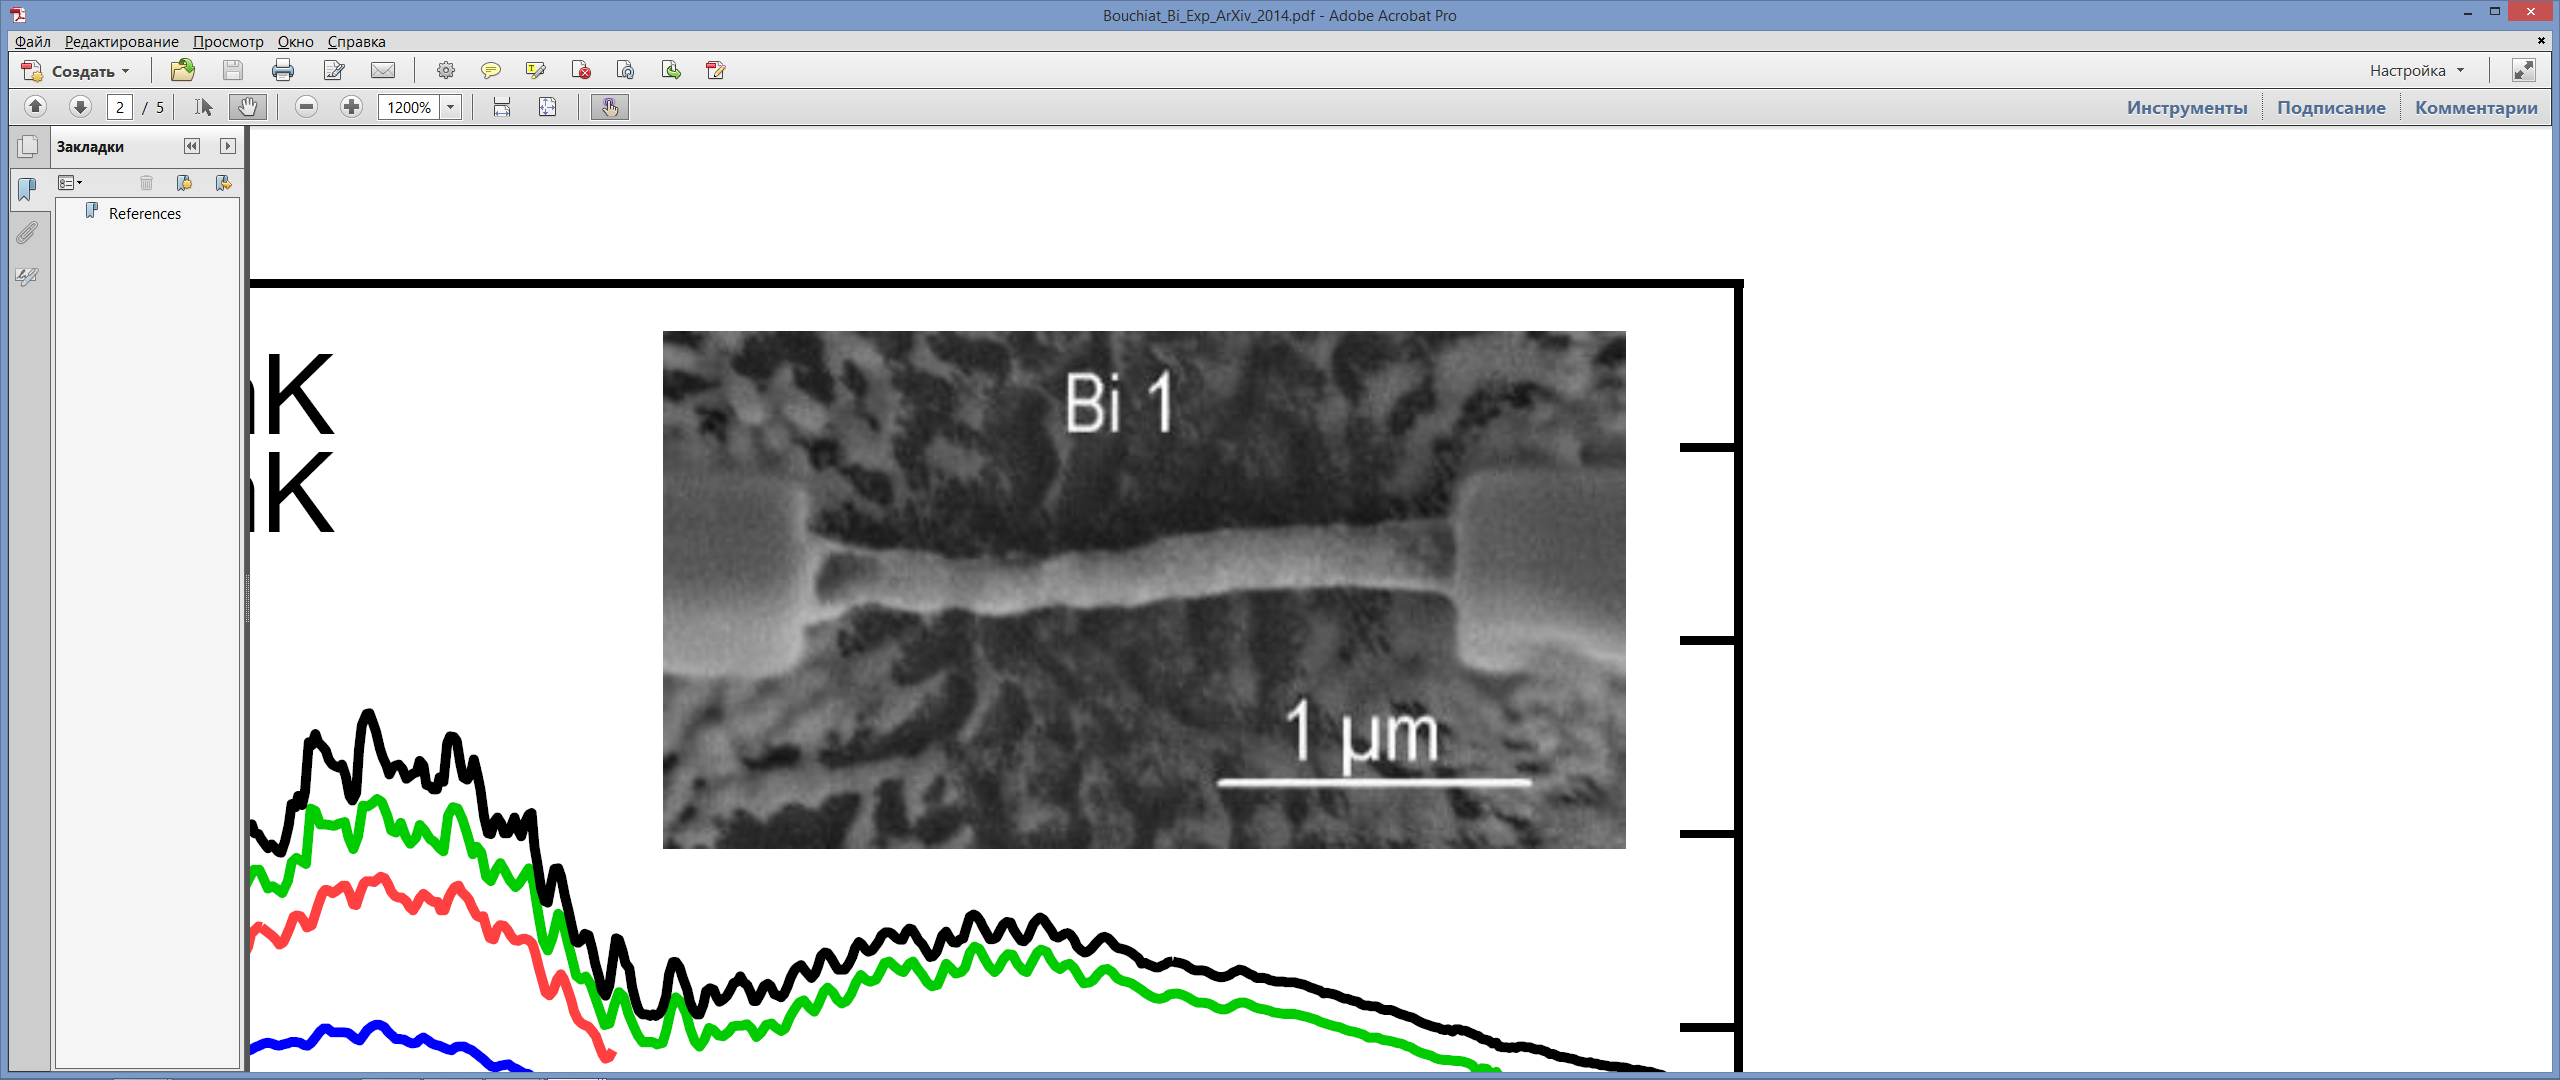 Bouchiat_Bi_Exp_ArXiv_2014.pdf - Adobe Acrobat Pro
Файл Редактирование Просмотр Окно Справка
Создать
Настройка
2 / 5
1200%
Инструменты Подписание Комментарии
Закладки
References
K
K
Bi 1
1 µm